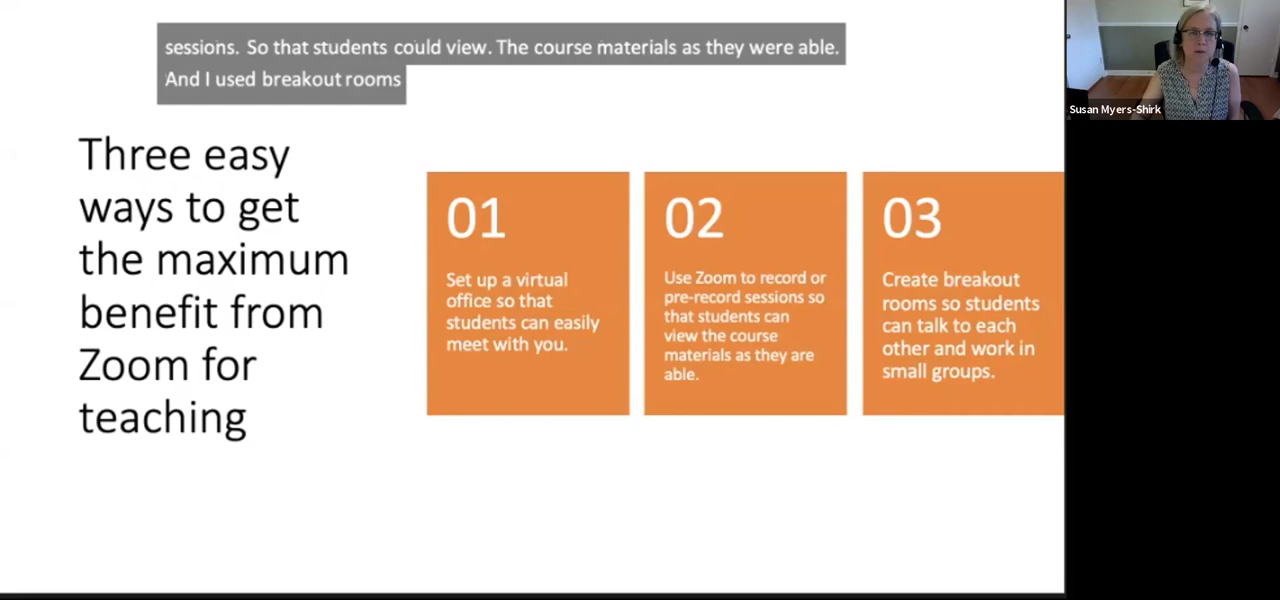 sessions. So that students could view. The course materials as they were able.
And I used breakout rooms
Susan Myers-Shirk
Three easy
ways to get
the maximum
benefit from
Zoom for
teaching
01
Set up a virtual
office so that
students can easily
meet with you.
02
Use Zoom to record or
pre-record sessions so
that students can
view the course
materials as they are
able.
03
Create breakout
rooms so students
can talk to each
other and work in
small groups.